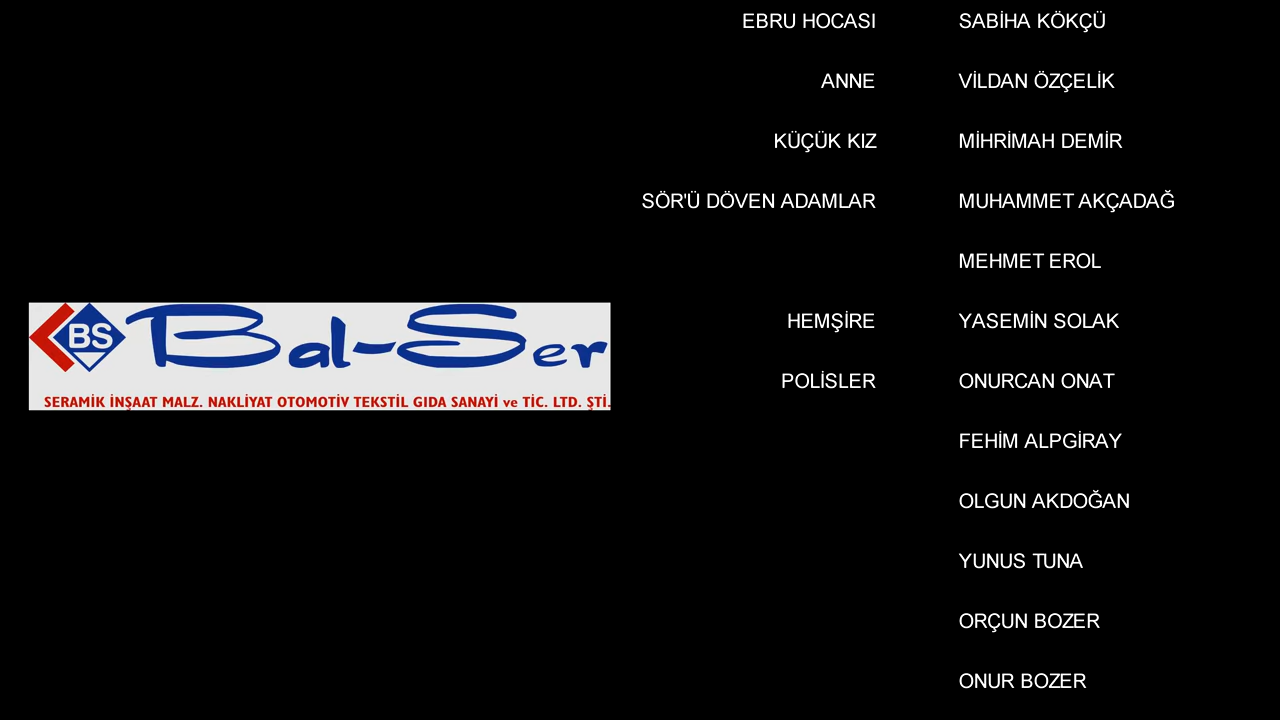 EBRU HOCASI SABİHA KÖKÇÜ
ANNE VİLDAN ÖZÇELİK
KÜÇÜK KIZ MİHRİMAH DEMİR
SÖR'Ü DÖVEN ADAMLAR MUHAMMET AKÇADAĞ
MEHMET EROL
HEMŞİRE YASEMİN SOLAK
POLİSLER ONURCAN ONAT
FEHİM ALPGİRAY
OLGUN AKDOĞAN
YUNUS TUNA
ORÇUN BOZER
ONUR BOZER
BS Bal-Ser
SERAMİK İNŞAAT MALZ. NAKLİYAT OTOMOTİV TEKSTİL GIDA SANAYİ ve TİC. LTD. ŞTİ.